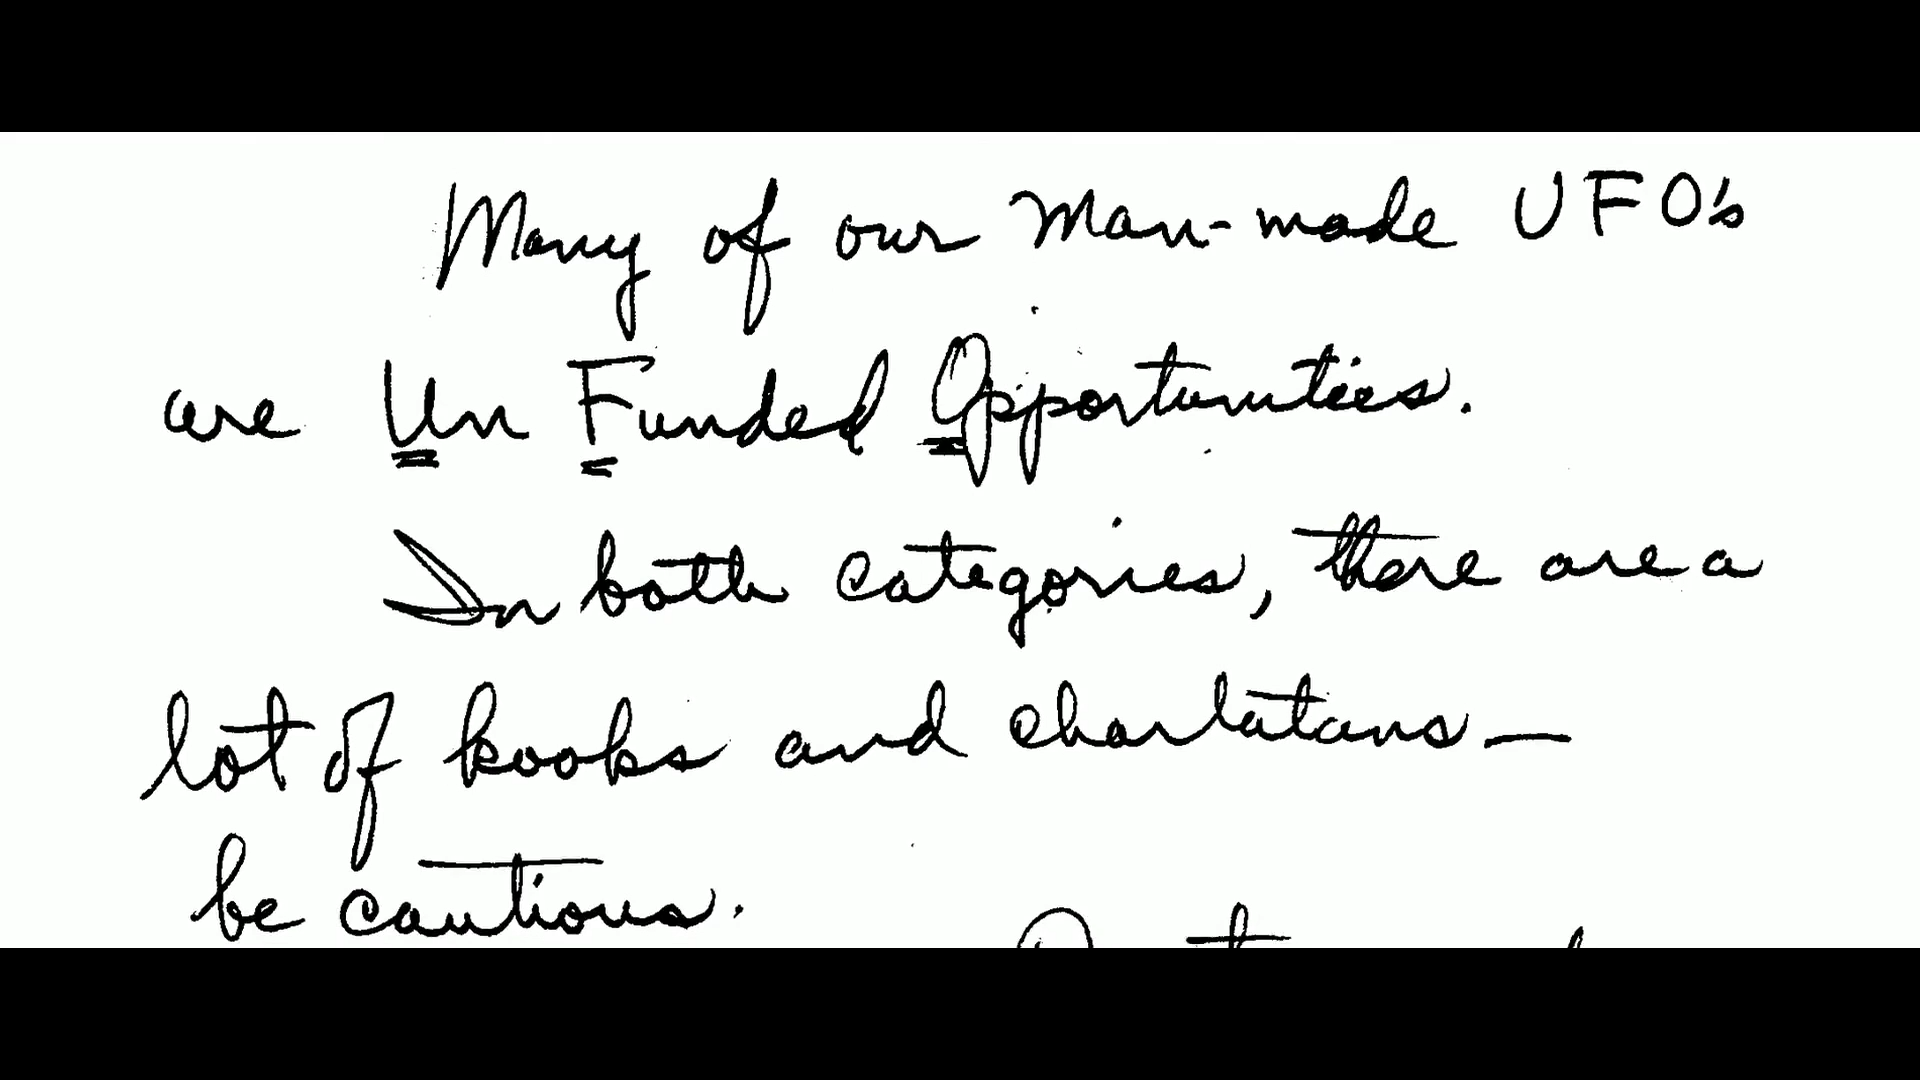 Many of our Man-made UFO's
are Un Funded Opportunities.
In both categories, there are a
lot of kooks and charlatans —
be cautious.